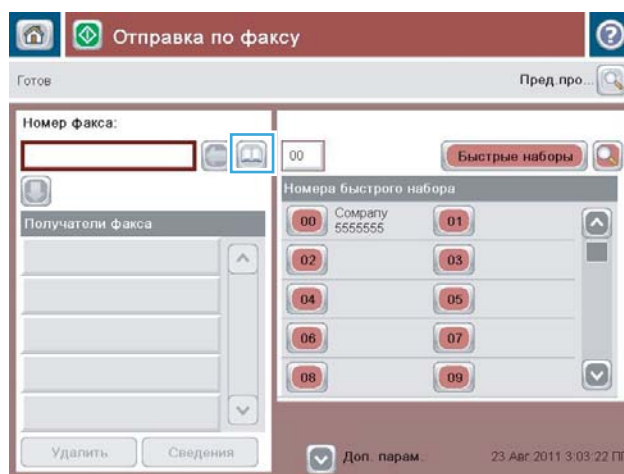 Отправка по факсу
Готов
Пред.про...
Номер факса:
00
Быстрые наборы
Номера быстрого набора
Получатели факса
00 Company 01
5555555
02 03
04 05
06 07
08 09
Удалить Сведения
Доп. парам. 23 Авг 2011 3:03:22 ПП